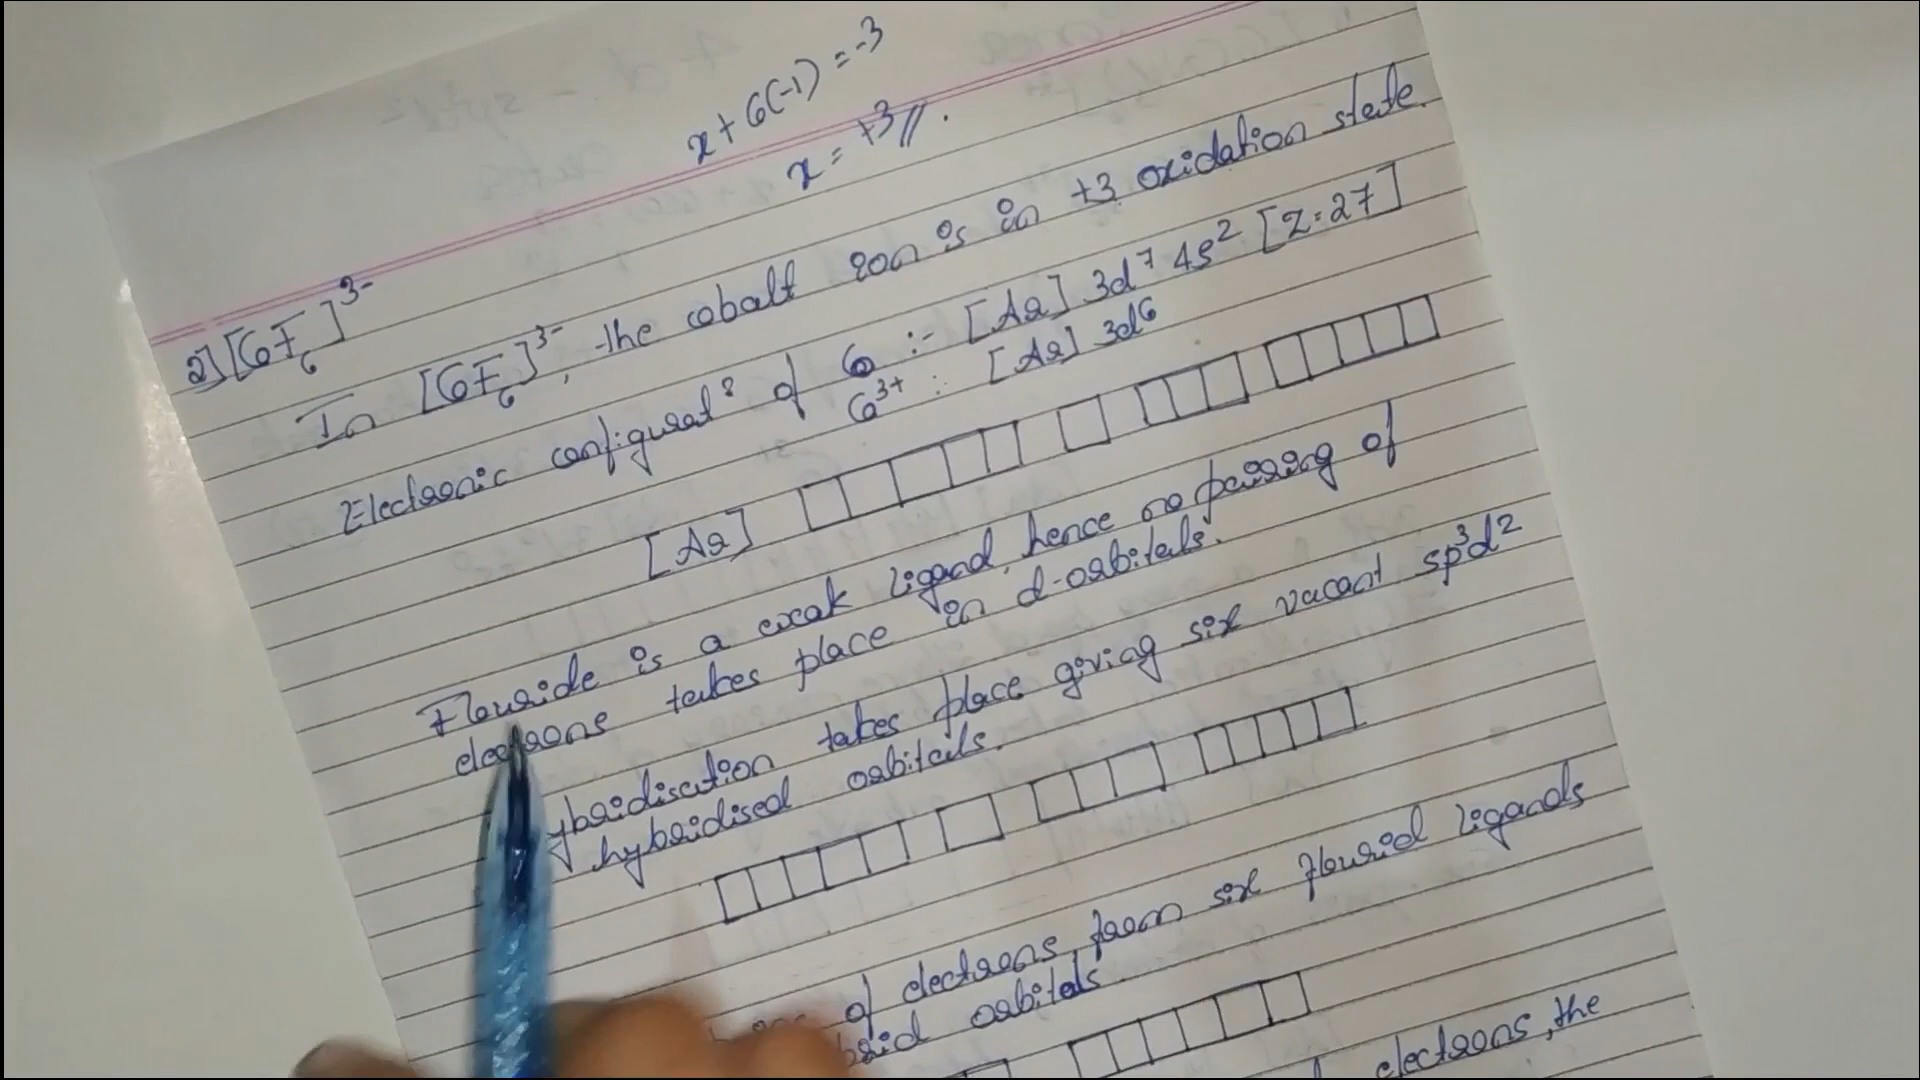 x + 6(-1) = -3
x = +3//.
2] [CoF6]3-
In [CoF6]3-, the cobalt ion is in +3 oxidation state.
Electronic configurat? of Co :- [Ar] 3d7 4s2 [Z=27]
Co3+ : [Ar] 3d6
[Ar]
Flouride is a weak ligand, hence no pairing of
electrons takes place in d-orbitals.
ybridisation takes place giving six vacant sp3d2
hybridised orbitals.
of electrons from six flourid ligands
brid orbitals
electrons, the